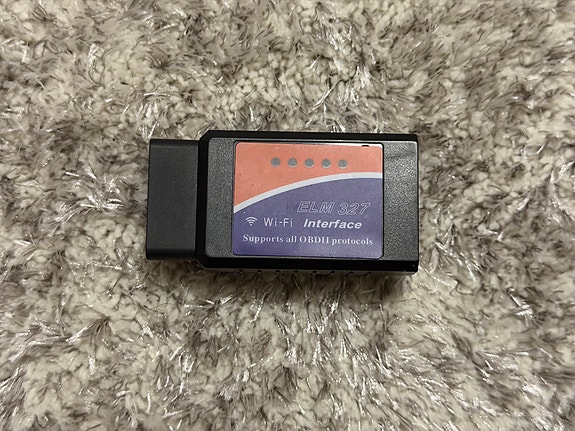 ELM 327
Wi-Fi Interface
Supports all OBDII protocols